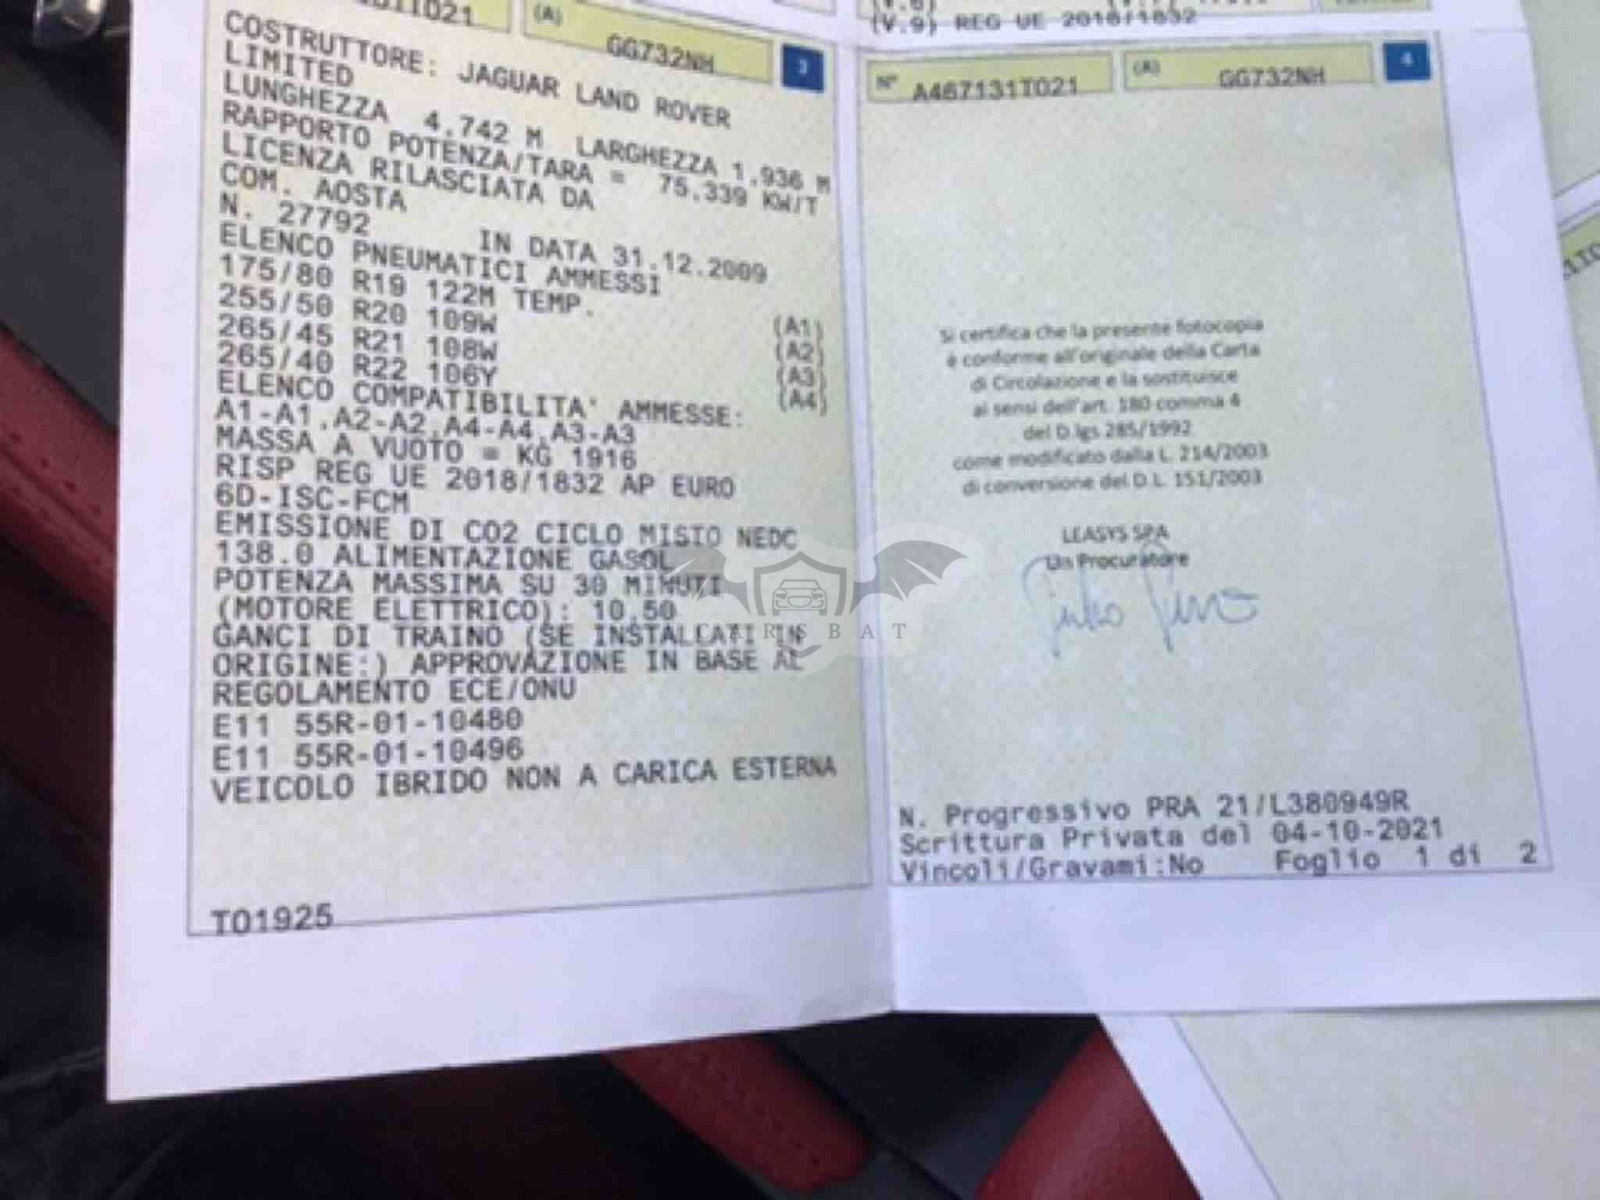 (A)
GG732NH
3
COSTRUTTORE: JAGUAR LAND ROVER
LIMITED
LUNGHEZZA 4.742 M LARGHEZZA 1.936 M
RAPPORTO POTENZA/TARA = 75.339 KW/T
LICENZA RILASCIATA DA
COM. AOSTA
N. 27792 IN DATA 31.12.2009
ELENCO PNEUMATICI AMMESSI
175/80 R19 122M TEMP.
255/50 R20 109W (A1)
265/45 R21 108W (A2)
265/40 R22 106Y (A3)
ELENCO COMPATIBILITA' AMMESSE: (A4)
A1-A1,A2-A2,A4-A4,A3-A3
MASSA A VUOTO = KG 1916
RISP REG UE 2018/1832 AP EURO
6D-ISC-FCM
EMISSIONE DI CO2 CICLO MISTO NEDC
138.0 ALIMENTAZIONE GASOL
POTENZA MASSIMA SU 30 MINUTI
(MOTORE ELETTRICO): 10,50
GANCI DI TRAINO (SE INSTALLATI IN
ORIGINE:) APPROVAZIONE IN BASE AL
REGOLAMENTO ECE/ONU
E11 55R-01-10480
E11 55R-01-10496
VEICOLO IBRIDO NON A CARICA ESTERNA
TO1925
(V.9) REG UE 2018/1832
N° A467131TO21
(A)
GG732NH
4
Si certifica che la presente fotocopia
è conforme all'originale della Carta
di Circolazione e la sostituisce
ai sensi dell'art. 180 comma 4
del D.lgs 285/1992
come modificato dalla L. 214/2003
di conversione del D.L. 151/2003
LEASYS SPA
Un Procuratore
N. Progressivo PRA 21/L380949R
Scrittura Privata del 04-10-2021
Vincoli/Gravami:No Foglio 1 di 2
CARSBAT